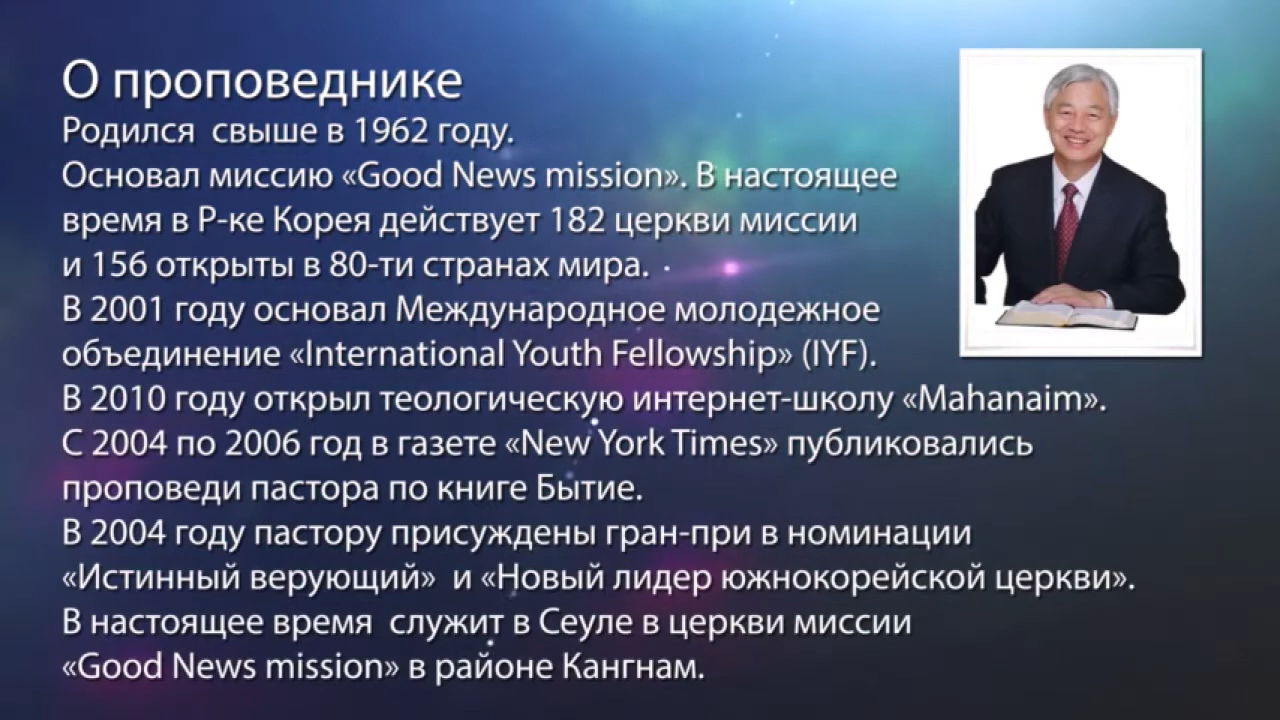 О проповеднике
Родился свыше в 1962 году.
Основал миссию «Good News mission». В настоящее
время в Р-ке Корея действует 182 церкви миссии
и 156 открыты в 80-ти странах мира.
В 2001 году основал Международное молодежное
объединение «International Youth Fellowship» (IYF).
В 2010 году открыл теологическую интернет-школу «Mahanaim».
С 2004 по 2006 год в газете «New York Times» публиковались
проповеди пастора по книге Бытие.
В 2004 году пастору присуждены гран-при в номинации
«Истинный верующий» и «Новый лидер южнокорейской церкви».
В настоящее время служит в Сеуле в церкви миссии
«Good News mission» в районе Кангнам.